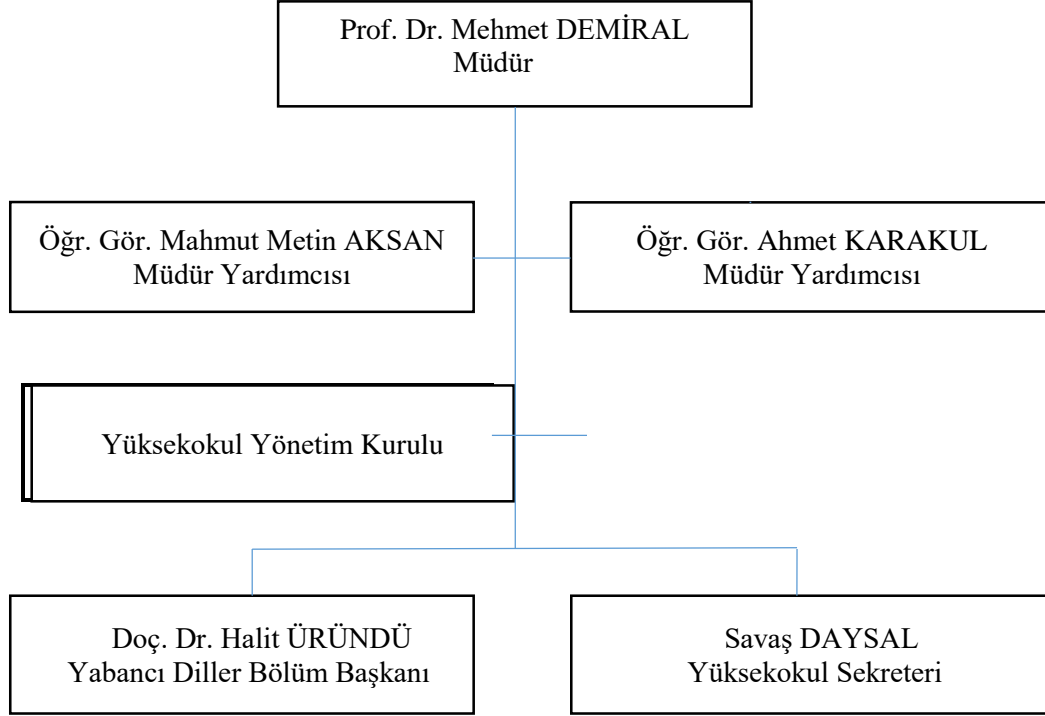 Prof. Dr. Mehmet DEMİRAL
Müdür
Öğr. Gör. Mahmut Metin AKSAN
Müdür Yardımcısı
Öğr. Gör. Ahmet KARAKUL
Müdür Yardımcısı
Yüksekokul Yönetim Kurulu
Doç. Dr. Halit ÜRÜNDÜ
Yabancı Diller Bölüm Başkanı
Savaş DAYSAL
Yüksekokul Sekreteri